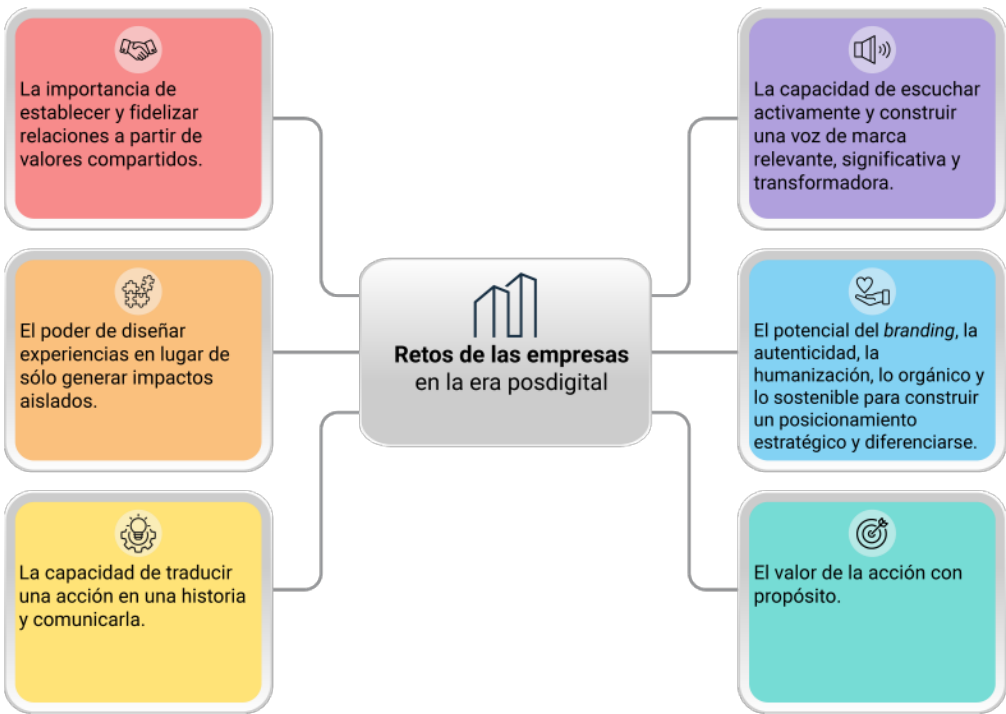 La importancia de
establecer y fidelizar
relaciones a partir de
valores compartidos.
El poder de diseñar
experiencias en lugar de
sólo generar impactos
aislados.
La capacidad de traducir
una acción en una historia
y comunicarla.
Retos de las empresas
en la era posdigital
La capacidad de escuchar
activamente y construir
una voz de marca
relevante, significativa y
transformadora.
El potencial del branding, la
autenticidad, la
humanización, lo orgánico y
lo sostenible para construir
un posicionamiento
estratégico y diferenciarse.
El valor de la acción con
propósito.